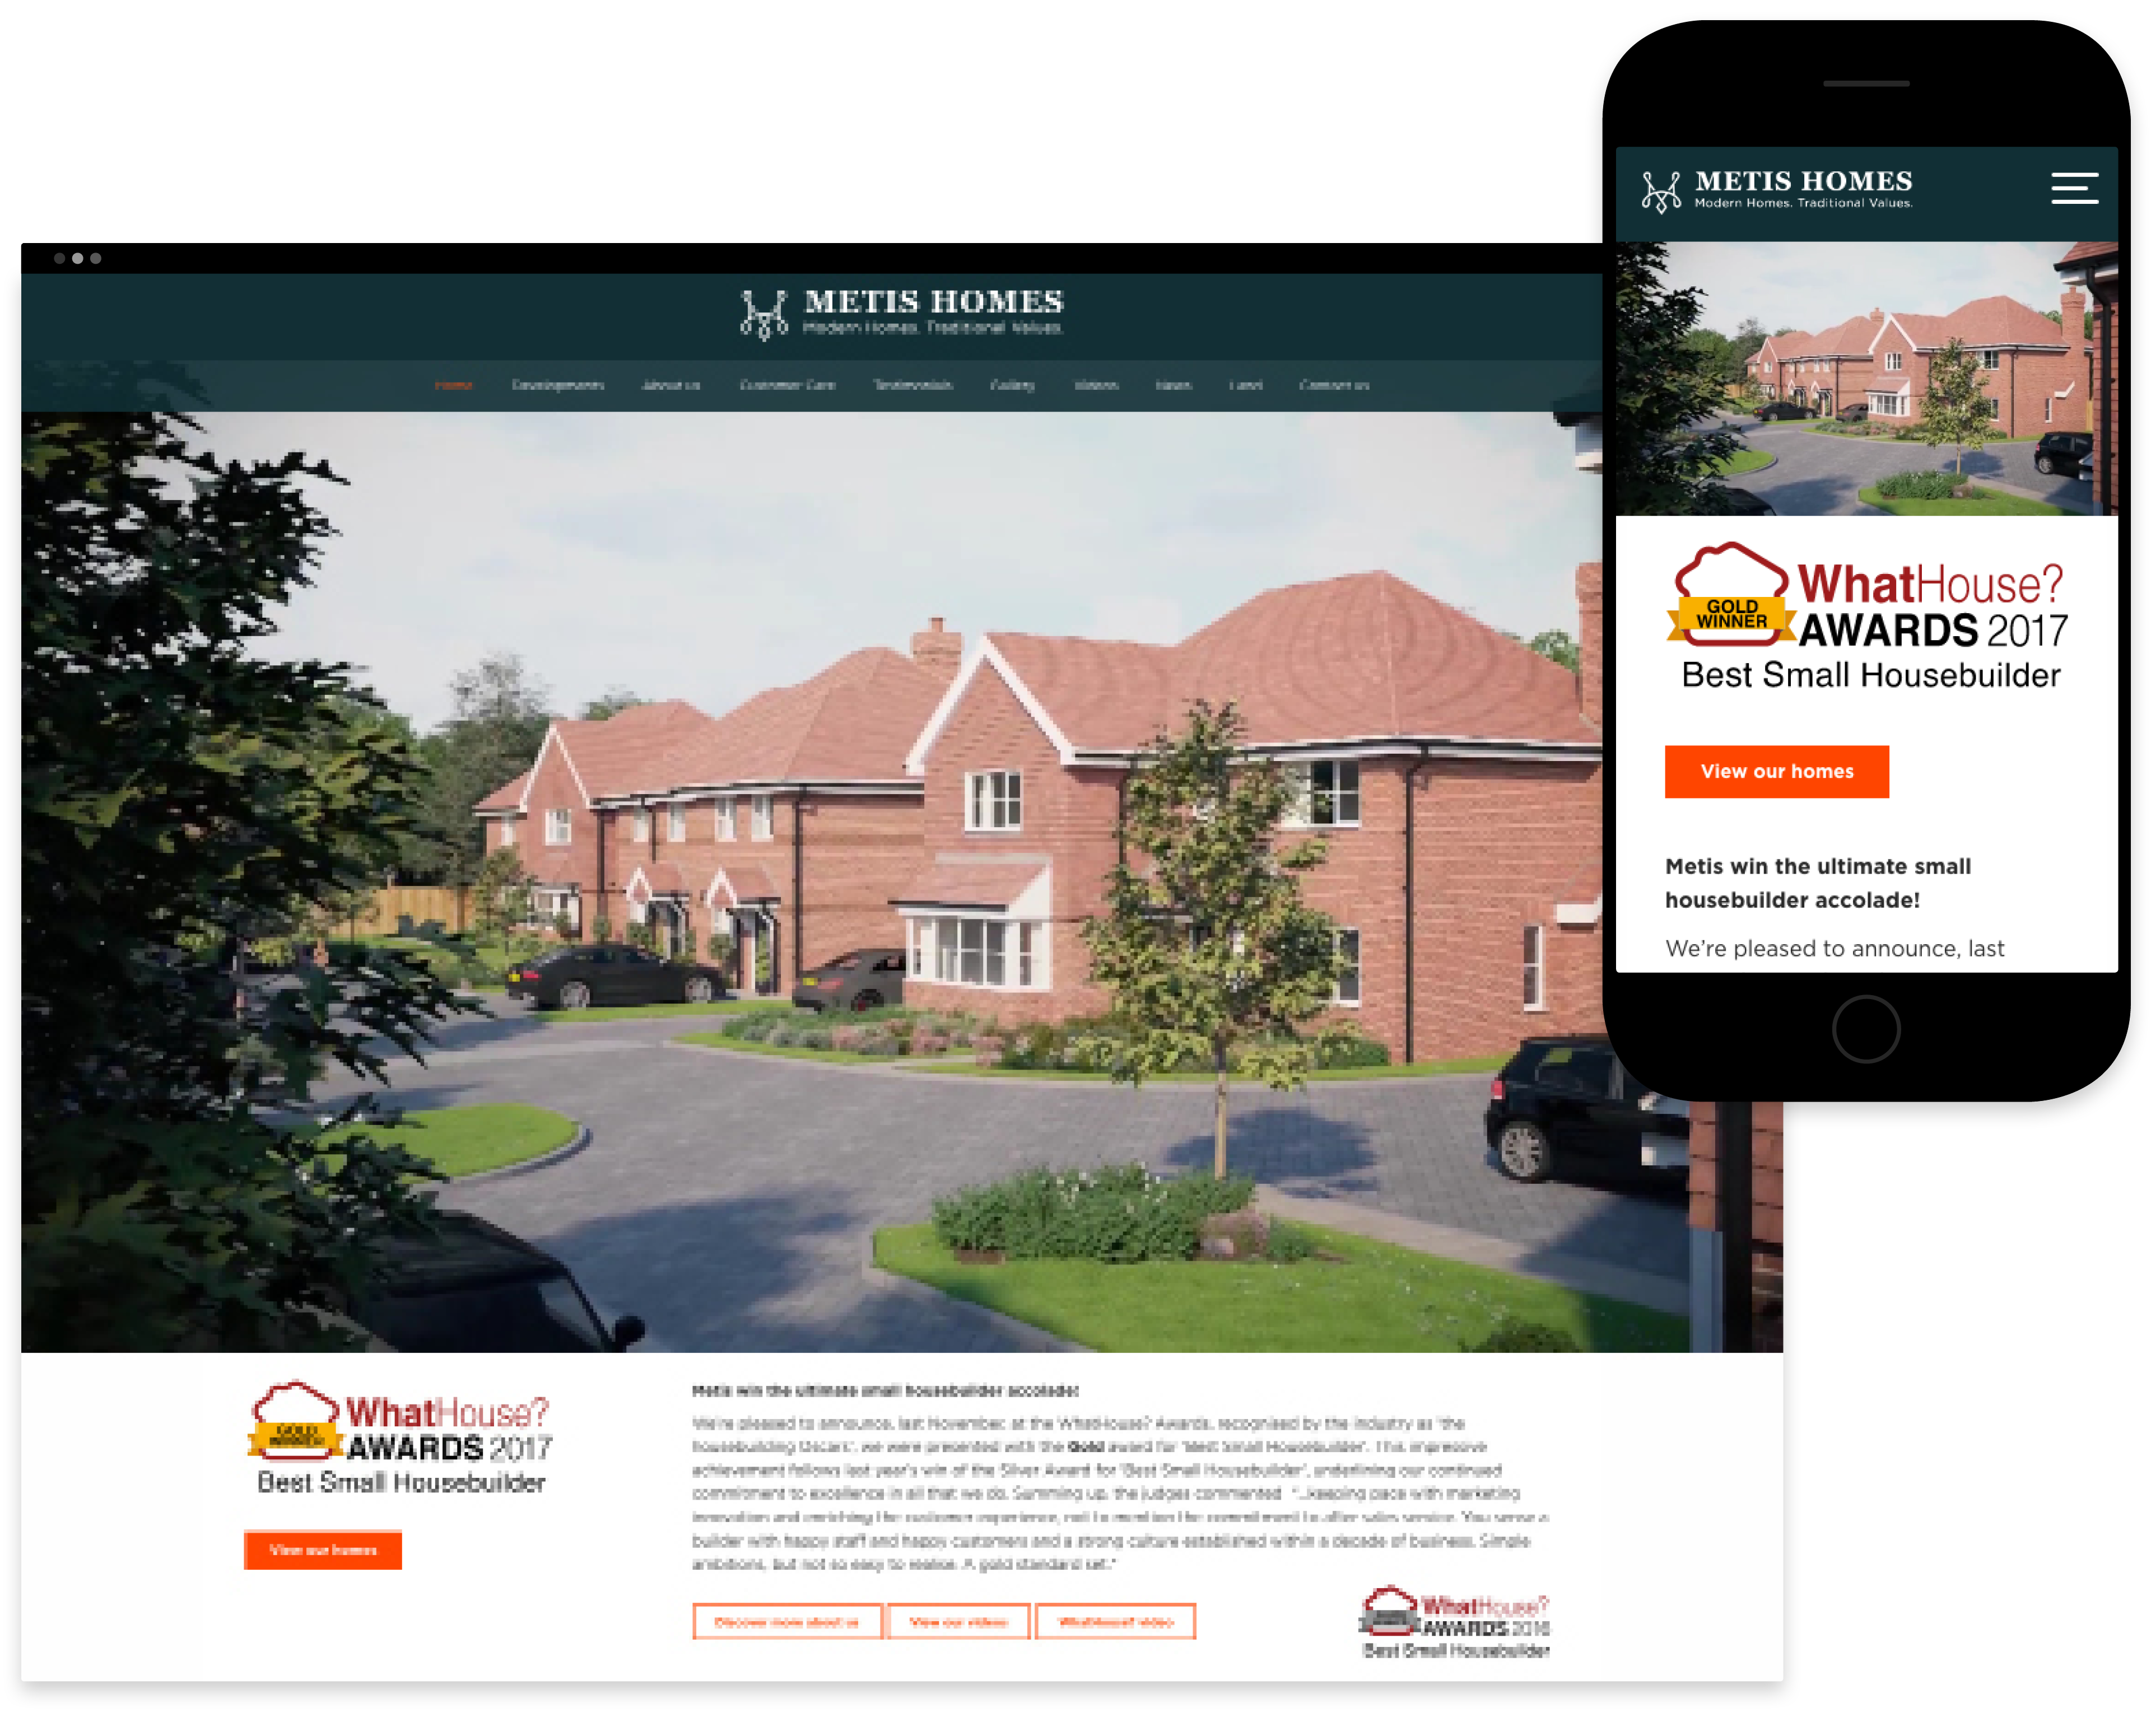 METIS HOMES
Modern Homes. Traditional Values.
Home Developments About us Customer Care Testimonials Gallery Videos News Land Contact us
WhatHouse?
GOLD
WINNER
AWARDS 2017
Best Small Housebuilder
View our homes
Metis win the ultimate small housebuilder accolade!
We're pleased to announce, last November, at the WhatHouse? Awards, recognised by the industry as 'the
housebuilding Oscars', we were presented with the Gold award for 'Best Small Housebuilder'. This impressive
achievement follows last year's win of the Silver Award for 'Best Small Housebuilder', underlining our continued
commitment to excellence in all that we do. Summing up, the judges commented "...keeping pace with marketing
innovation and enriching the customer experience, not to mention the commitment to after sales service. You sense a
builder with happy staff and happy customers and a strong culture established within a decade of business. Simple
ambitions, but not so easy to realise. A gold standard set."
Discover more about us View our videos WhatHouse? video
WhatHouse?
AWARDS 2016
Best Small Housebuilder
METIS HOMES
Modern Homes. Traditional Values.
WhatHouse?
GOLD
WINNER
AWARDS 2017
Best Small Housebuilder
View our homes
Metis win the ultimate small
housebuilder accolade!
We're pleased to announce, last